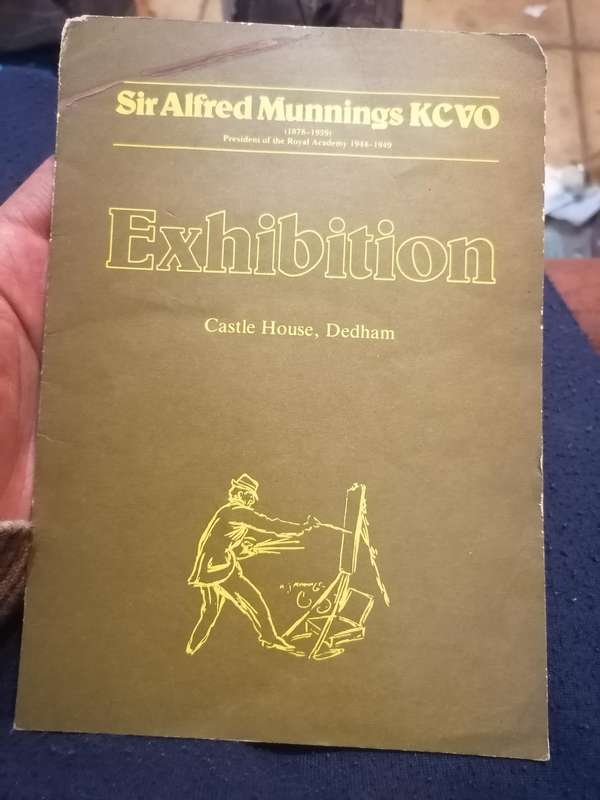 Sir Alfred Munnings KCVO
(1878-1959)
President of the Royal Academy 1944-1949
Exhibition
Castle House, Dedham